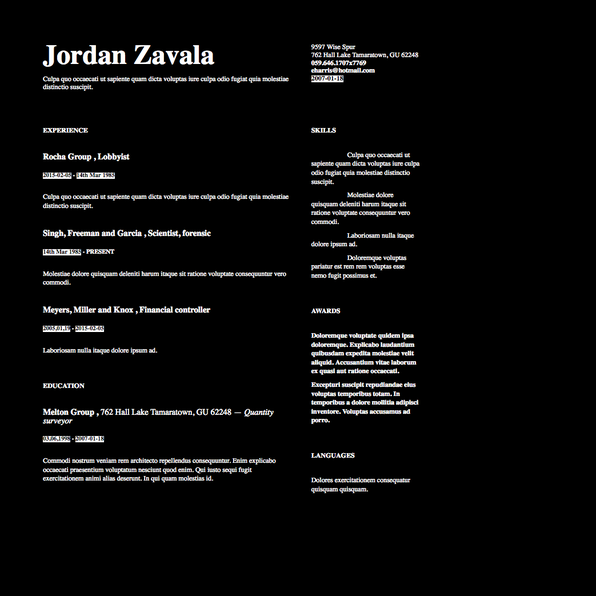 Jordan Zavala
Culpa quo occaecati ut sapiente quam dicta voluptas iure culpa odio fugiat quia molestiae
distinctio suscipit.
9597 Wise Spur
762 Hall Lake Tamaratown, GU 62248
059.646.1707x7769
eharris@hotmail.com
2007-01-18
EXPERIENCE
Rocha Group , Lobbyist
2015-02-05 - 14th Mar 1985
Culpa quo occaecati ut sapiente quam dicta voluptas iure culpa odio fugiat quia molestiae
distinctio suscipit.
Singh, Freeman and Garcia , Scientist, forensic
14th Mar 1985 - PRESENT
Molestiae dolore quisquam deleniti harum itaque sit ratione voluptate consequuntur vero
commodi.
Meyers, Miller and Knox , Financial controller
2015-02-05
Laboriosam nulla itaque dolore ipsum ad.
EDUCATION
Melton Group , 762 Hall Lake Tamaratown, GU 62248 — Quantity
surveyor
03.06.1998 - 2007-01-18
Commodi nostrum veniam rem architecto repellendus consequuntur. Enim explicabo
occaecati praesentium voluptatum nesciunt quod enim. Qui iusto sequi fugit
exercitationem animi alias deserunt. In qui quam molestias id.
SKILLS
Culpa quo occaecati ut
sapiente quam dicta voluptas iure culpa
odio fugiat quia molestiae distinctio
suscipit.
Molestiae dolore
quisquam deleniti harum itaque sit
ratione voluptate consequuntur vero
commodi.
Laboriosam nulla itaque
dolore ipsum ad.
Doloremque voluptas
pariatur est rem rem voluptas esse
nemo fugit possimus et.
AWARDS
Doloremque voluptate quidem ipsa
doloremque. Explicabo laudantium
quibusdam expedita molestiae velit
aliquid. Accusantium vitae laborum
ex quasi aut ratione occaecati.
Excepturi suscipit repudiandae eius
voluptas temporibus totam. In
temporibus a dolore mollitia adipisci
inventore. Voluptas accusamus ad
porro.
LANGUAGES
Dolores exercitationem consequatur
quisquam quisquam.